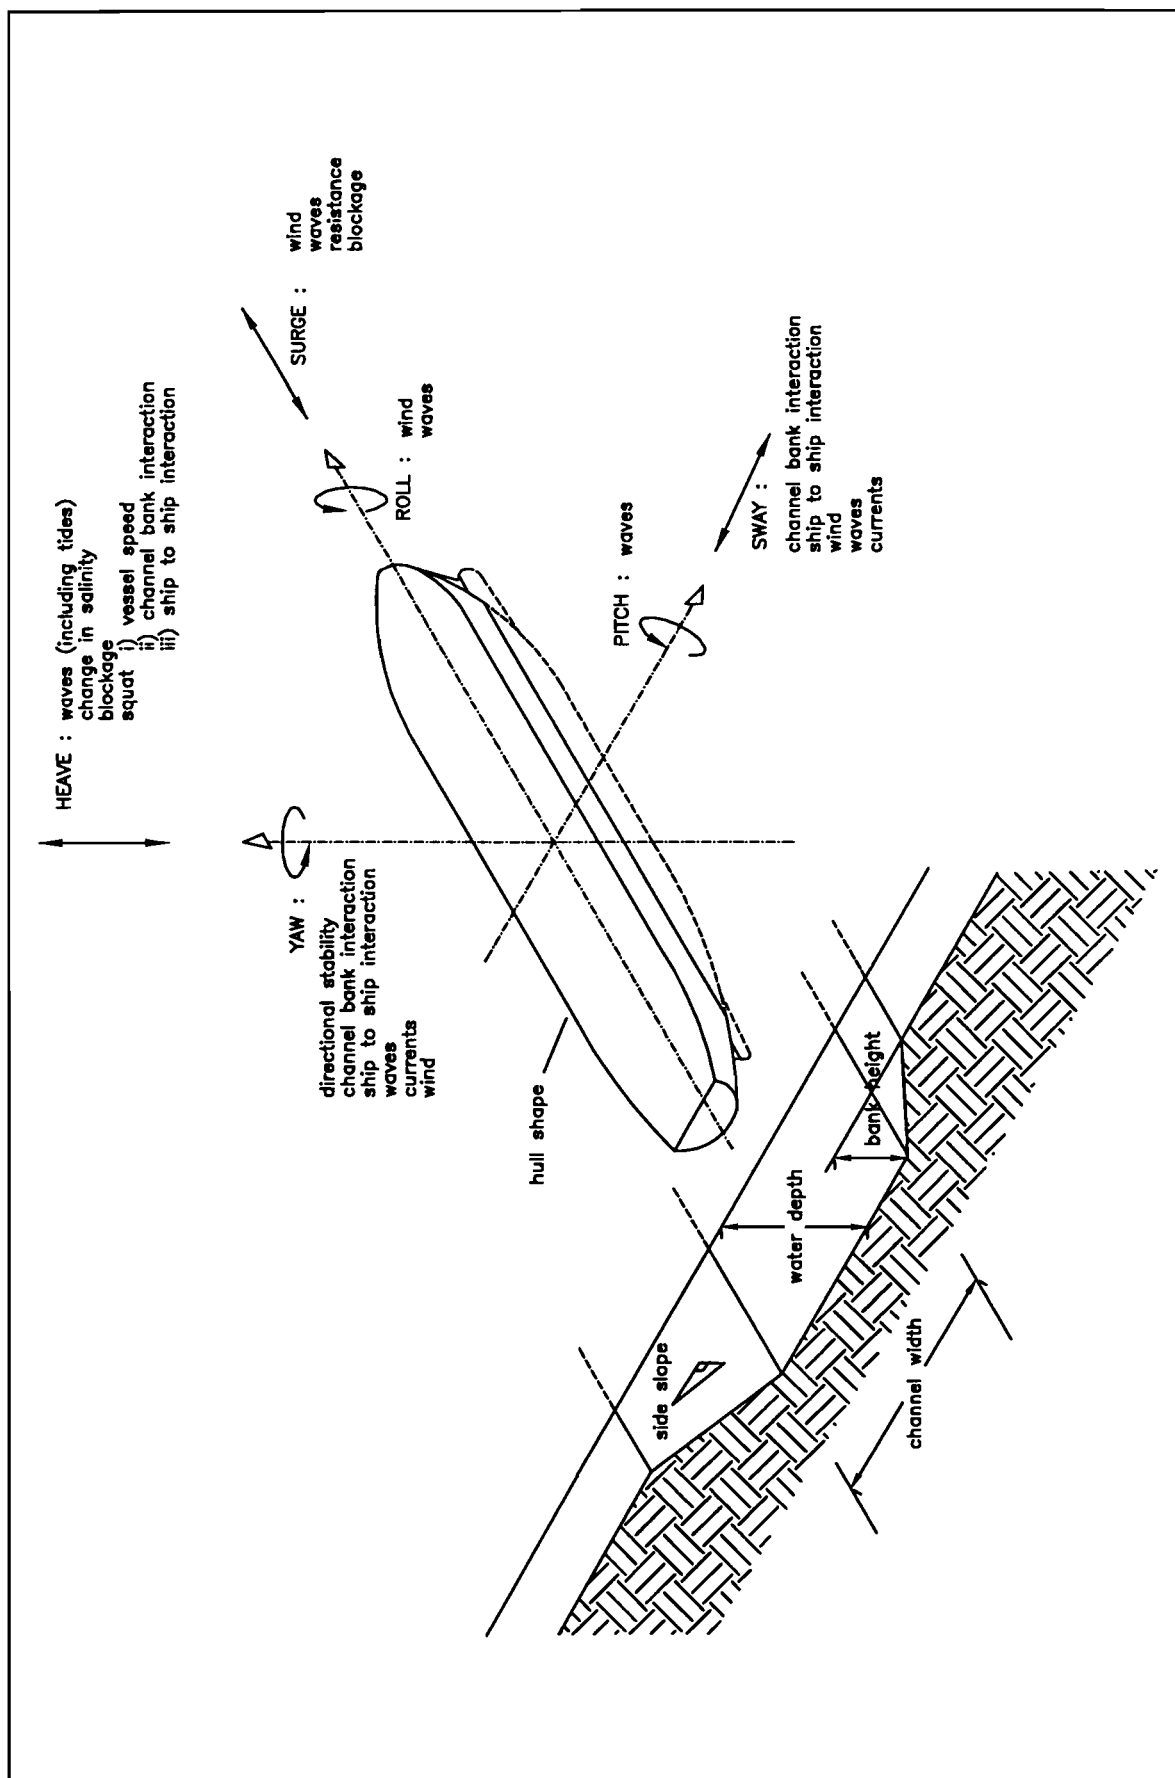 HEAVE : waves (including tides)
change in salinity
blockage
squat i) vessel speed
ii) channel bank interaction
iii) ship to ship interaction
SURGE :
wind
waves
resistance
blockage
YAW :
directional stability
channel bank interaction
ship to ship interaction
waves
currents
wind
ROLL : wind
waves
hull shape
PITCH : waves
SWAY :
channel bank interaction
ship to ship interaction
wind
waves
currents
side slope
water depth
bank height
channel width